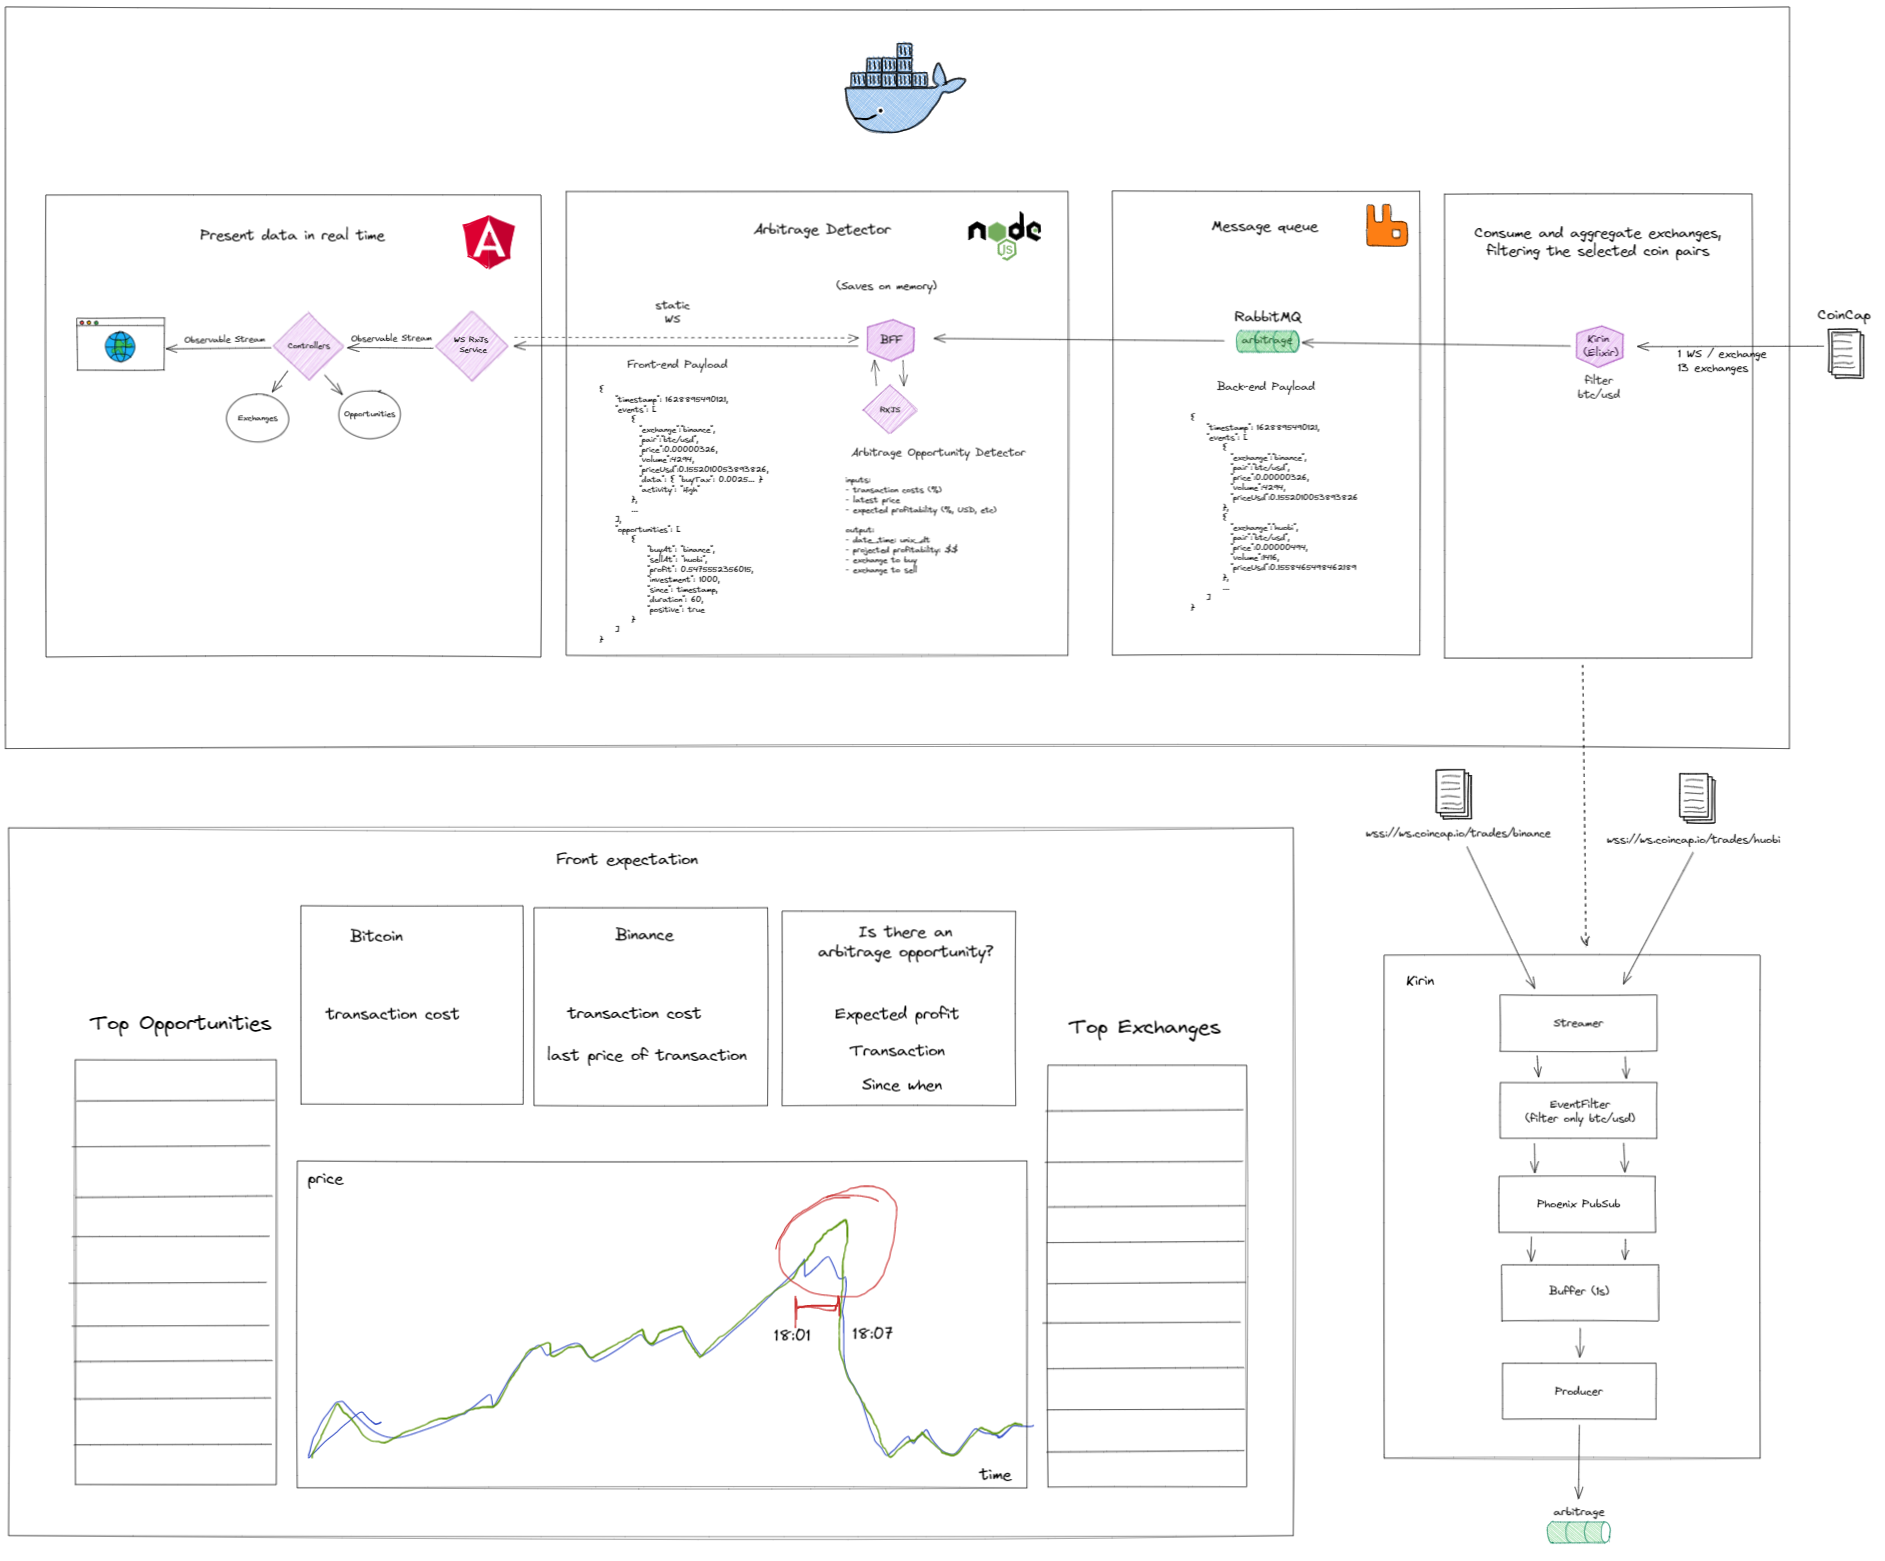 Present data in real time
Observable Stream
Controllers
Observable Stream
WS RxJs
Service
Exchanges
Opportunities
Arbitrage Detector
node
JS
(Saves on memory)
static
WS
BFF
RxJS
Front-end Payload
{
"timestamp": 1628895490121,
"events": [
{
"exchange":"binance",
"pair":"btc/usd",
"price":0.00000326,
"volume":4294,
"priceUsd":0.1552010053893826,
"data": { "buyTax": 0.0025... }
"activity": "High"
},
...
],
"opportunities": [
{
"buyAt": "binance",
"sellAt": "huobi",
"profit": 0.5475552356015,
"investment": 1000,
"since": timestamp,
"duration": 60,
"positive": true
}
]
}
Arbitrage Opportunity Detector
inputs:
- transaction costs (%)
- latest price
- expected profitability (%, USD, etc)
output:
- date_time: unix_dt
- projected profitability: $$
- exchange to buy
- exchange to sell
Message queue
RabbitMQ
arbitrage
Back-end Payload
{
"timestamp": 1628895490121,
"events": [
{
"exchange":"binance",
"pair":"btc/usd",
"price":0.00000326,
"volume":4294,
"priceUsd":0.1552010053893826
},
{
"exchange":"huobi",
"pair":"btc/usd",
"price":0.00000494,
"volume":1416,
"priceUsd":0.1558465498462189
},
...
]
}
Consume and aggregate exchanges,
filtering the selected coin pairs
Kirin
(Elixir)
filter
btc/usd
1 WS / exchange
13 exchanges
CoinCap
wss://ws.coincap.io/trades/binance
wss://ws.coincap.io/trades/huobi
Kirin
Streamer
EventFilter
(filter only btc/usd)
Phoenix PubSub
Buffer (1s)
Producer
arbitrage
Front expectation
Top Opportunities
Bitcoin
transaction cost
Binance
transaction cost
last price of transaction
Is there an
arbitrage opportunity?
Expected profit
Transaction
Since when
Top Exchanges
price
18:01
18:07
time